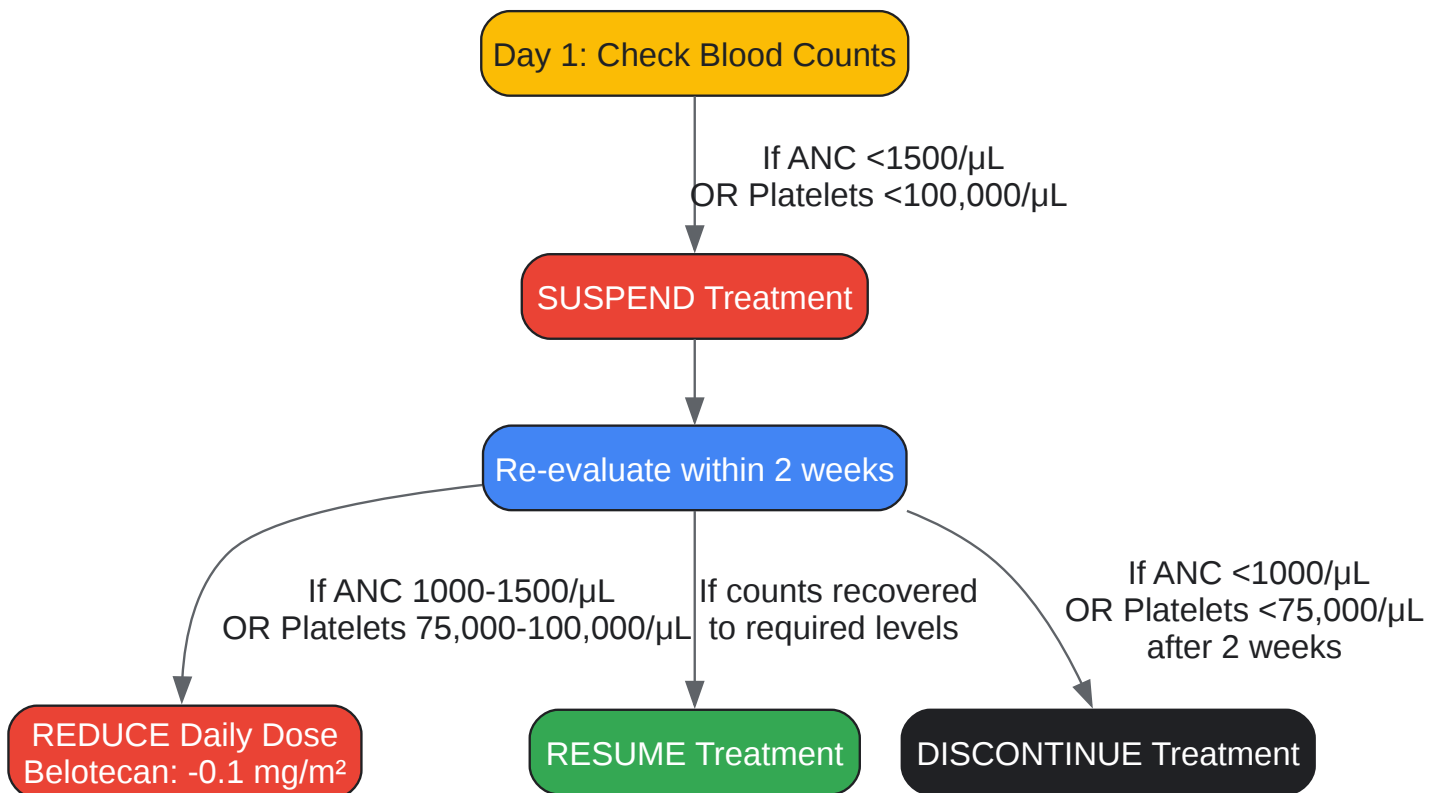 Day 1: Check Blood Counts
If ANC <1500/μL
OR Platelets <100,000/μL
SUSPEND Treatment
Re-evaluate within 2 weeks
If ANC 1000-1500/μL
OR Platelets 75,000-100,000/μL
If counts recovered
to required levels
If ANC <1000/μL
OR Platelets <75,000/μL
after 2 weeks
REDUCE Daily Dose
Belotecan: -0.1 mg/m²
RESUME Treatment
DISCONTINUE Treatment